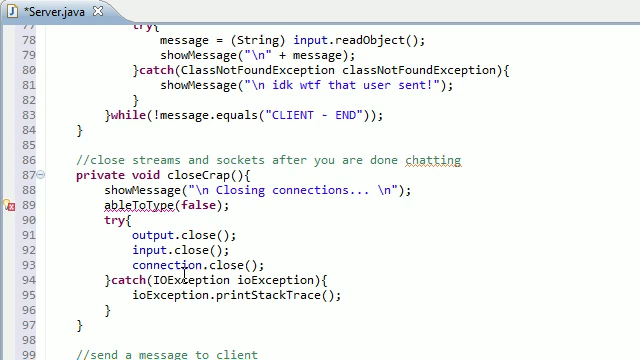 *Server.java
77 try{
78 message = (String) input.readObject();
79 showMessage("\n" + message);
80 }catch(ClassNotFoundException classNotFoundException){
81 showMessage("\n idk wtf that user sent!");
82 }
83 }while(!message.equals("CLIENT - END"));
84 }
85
86 //close streams and sockets after you are done chatting
87 private void closeCrap(){
88 showMessage("\n Closing connections... \n");
89 ableToType(false);
90 try{
91 output.close();
92 input.close();
93 connection.close();
94 }catch(IOException ioException){
95 ioException.printStackTrace();
96 }
97 }
98
99 //send a message to client